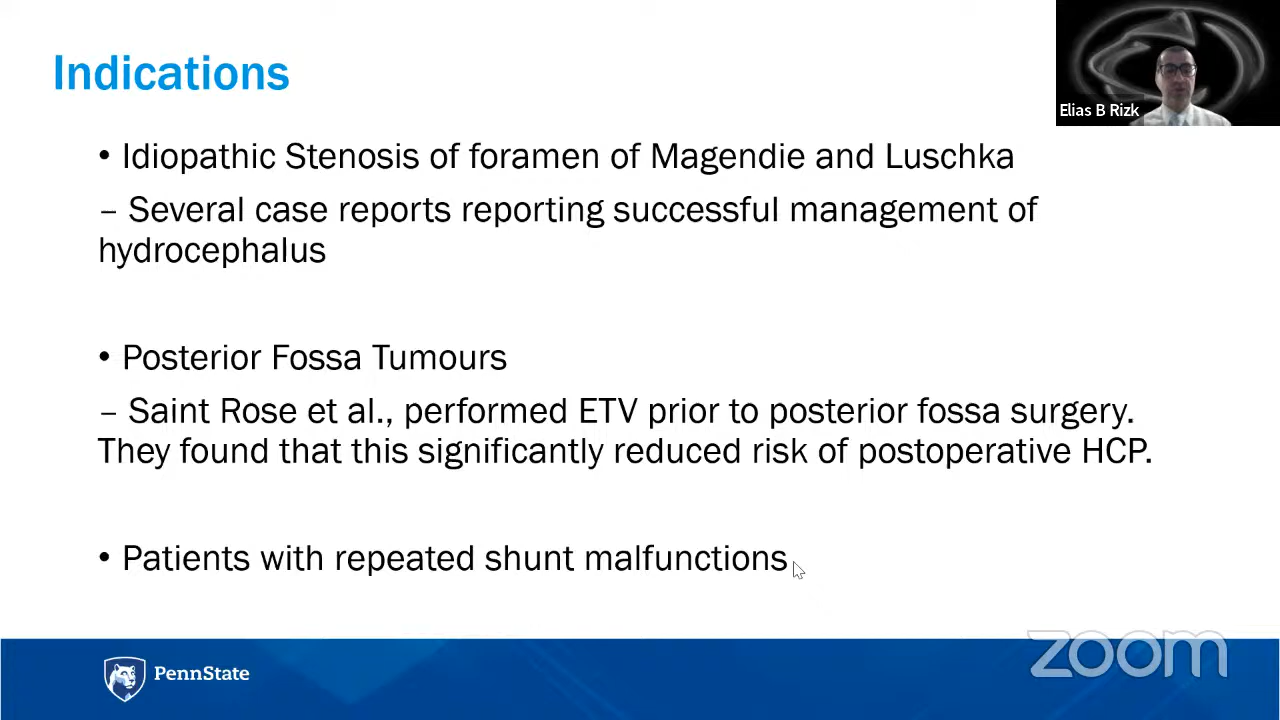 Indications
Elias B Rizk
• Idiopathic Stenosis of foramen of Magendie and Luschka
– Several case reports reporting successful management of
hydrocephalus
• Posterior Fossa Tumours
– Saint Rose et al., performed ETV prior to posterior fossa surgery.
They found that this significantly reduced risk of postoperative HCP.
• Patients with repeated shunt malfunctions
PennState
zoom